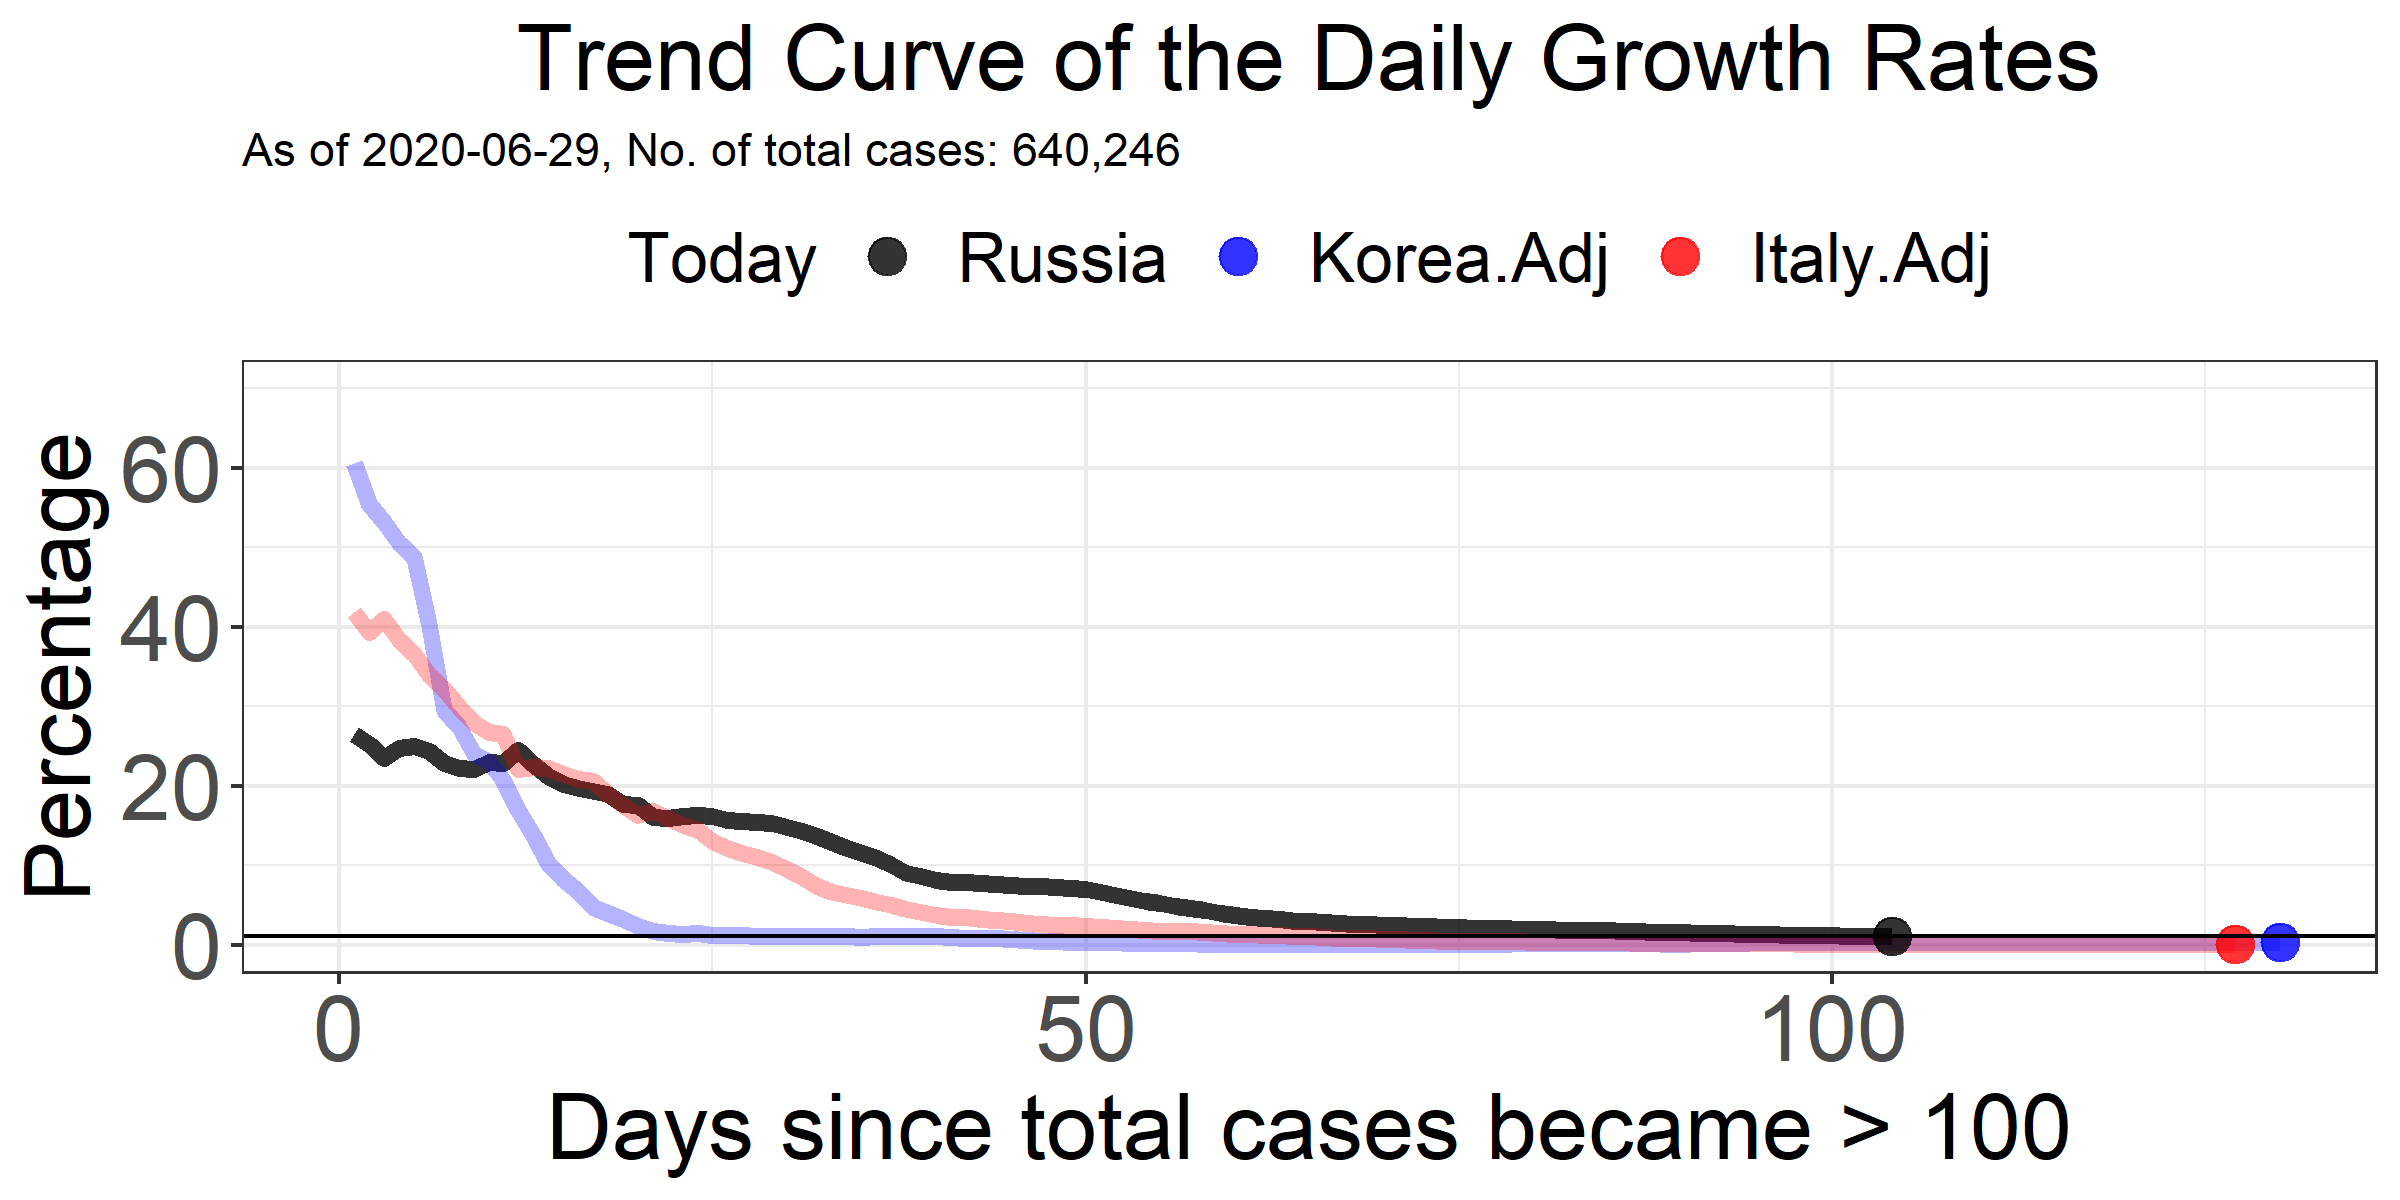 Trend Curve of the Daily Growth Rates
As of 2020-06-29, No. of total cases: 640,246
Today Russia Korea.Adj Italy.Adj
Percentage
60
40
20
0
0 50 100
Days since total cases became > 100